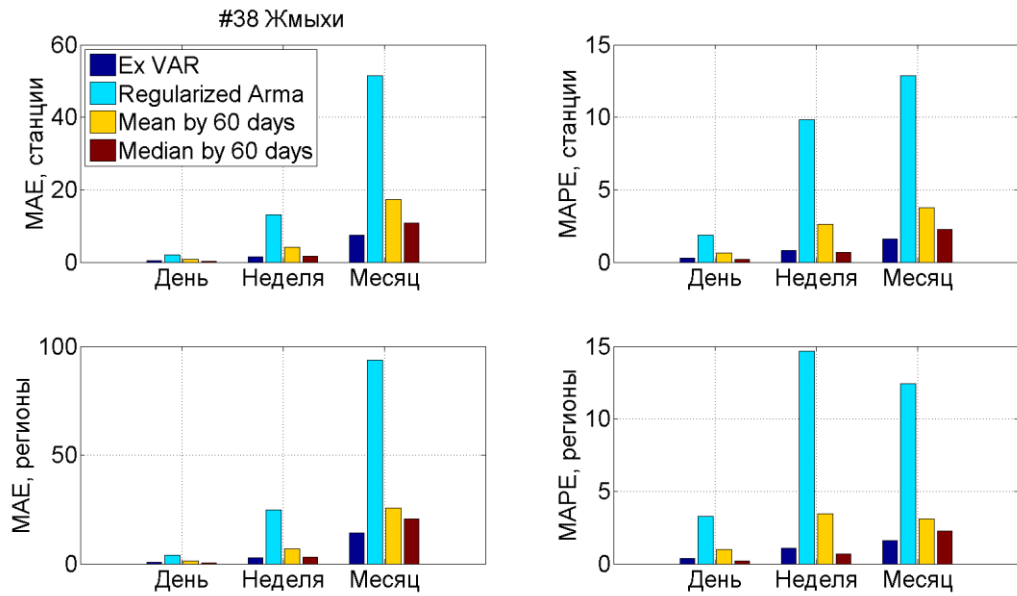 #38 Жмыхи
MAE, станции
60
40
20
0
Ex VAR
Regularized Arma
Mean by 60 days
Median by 60 days
День Неделя Месяц
MAPE, станции
15
10
5
0
День Неделя Месяц
MAE, регионы
100
50
0
День Неделя Месяц
MAPE, регионы
15
10
5
0
День Неделя Месяц